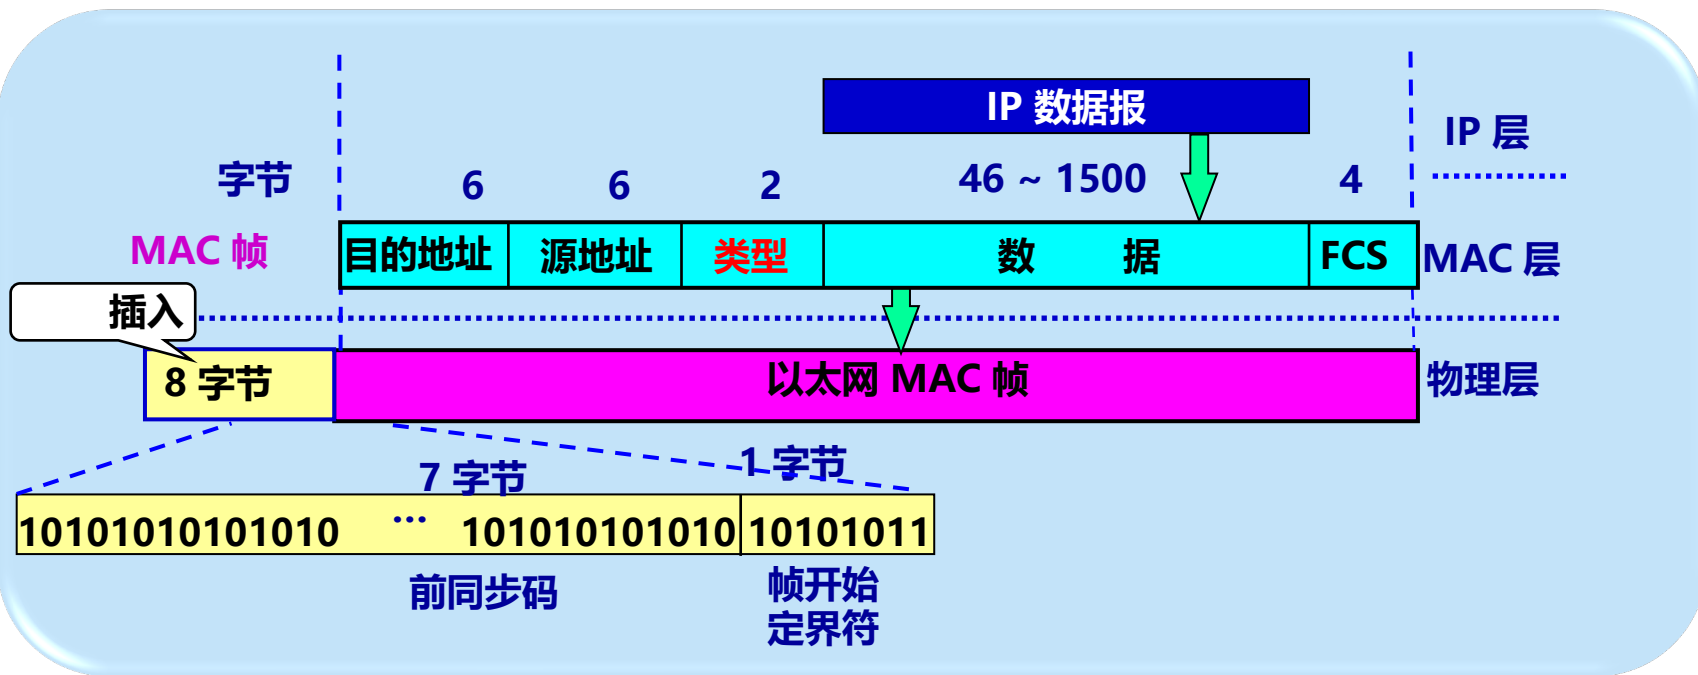 IP 数据报
IP 层
字节
6
6
2
46 ~ 1500
4
MAC 帧
目的地址
源地址
类型
数 据
FCS
MAC 层
插入
8 字节
以太网 MAC 帧
物理层
7 字节
1 字节
10101010101010 ... 101010101010
10101011
前同步码
帧开始
定界符